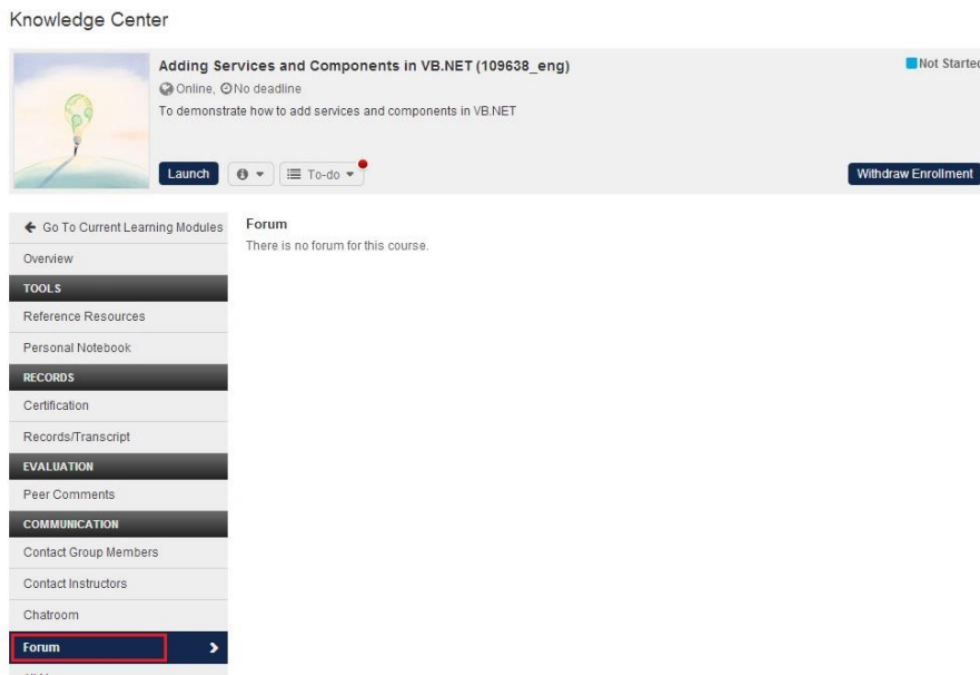 Knowledge Center
Adding Services and Components in VB.NET (109638_eng)
Not Started
Online, No deadline
To demonstrate how to add services and components in VB.NET
Launch
To-do
Withdraw Enrollment
Go To Current Learning Modules
Overview
TOOLS
Reference Resources
Personal Notebook
RECORDS
Certification
Records/Transcript
EVALUATION
Peer Comments
COMMUNICATION
Contact Group Members
Contact Instructors
Chatroom
Forum
Forum
There is no forum for this course.